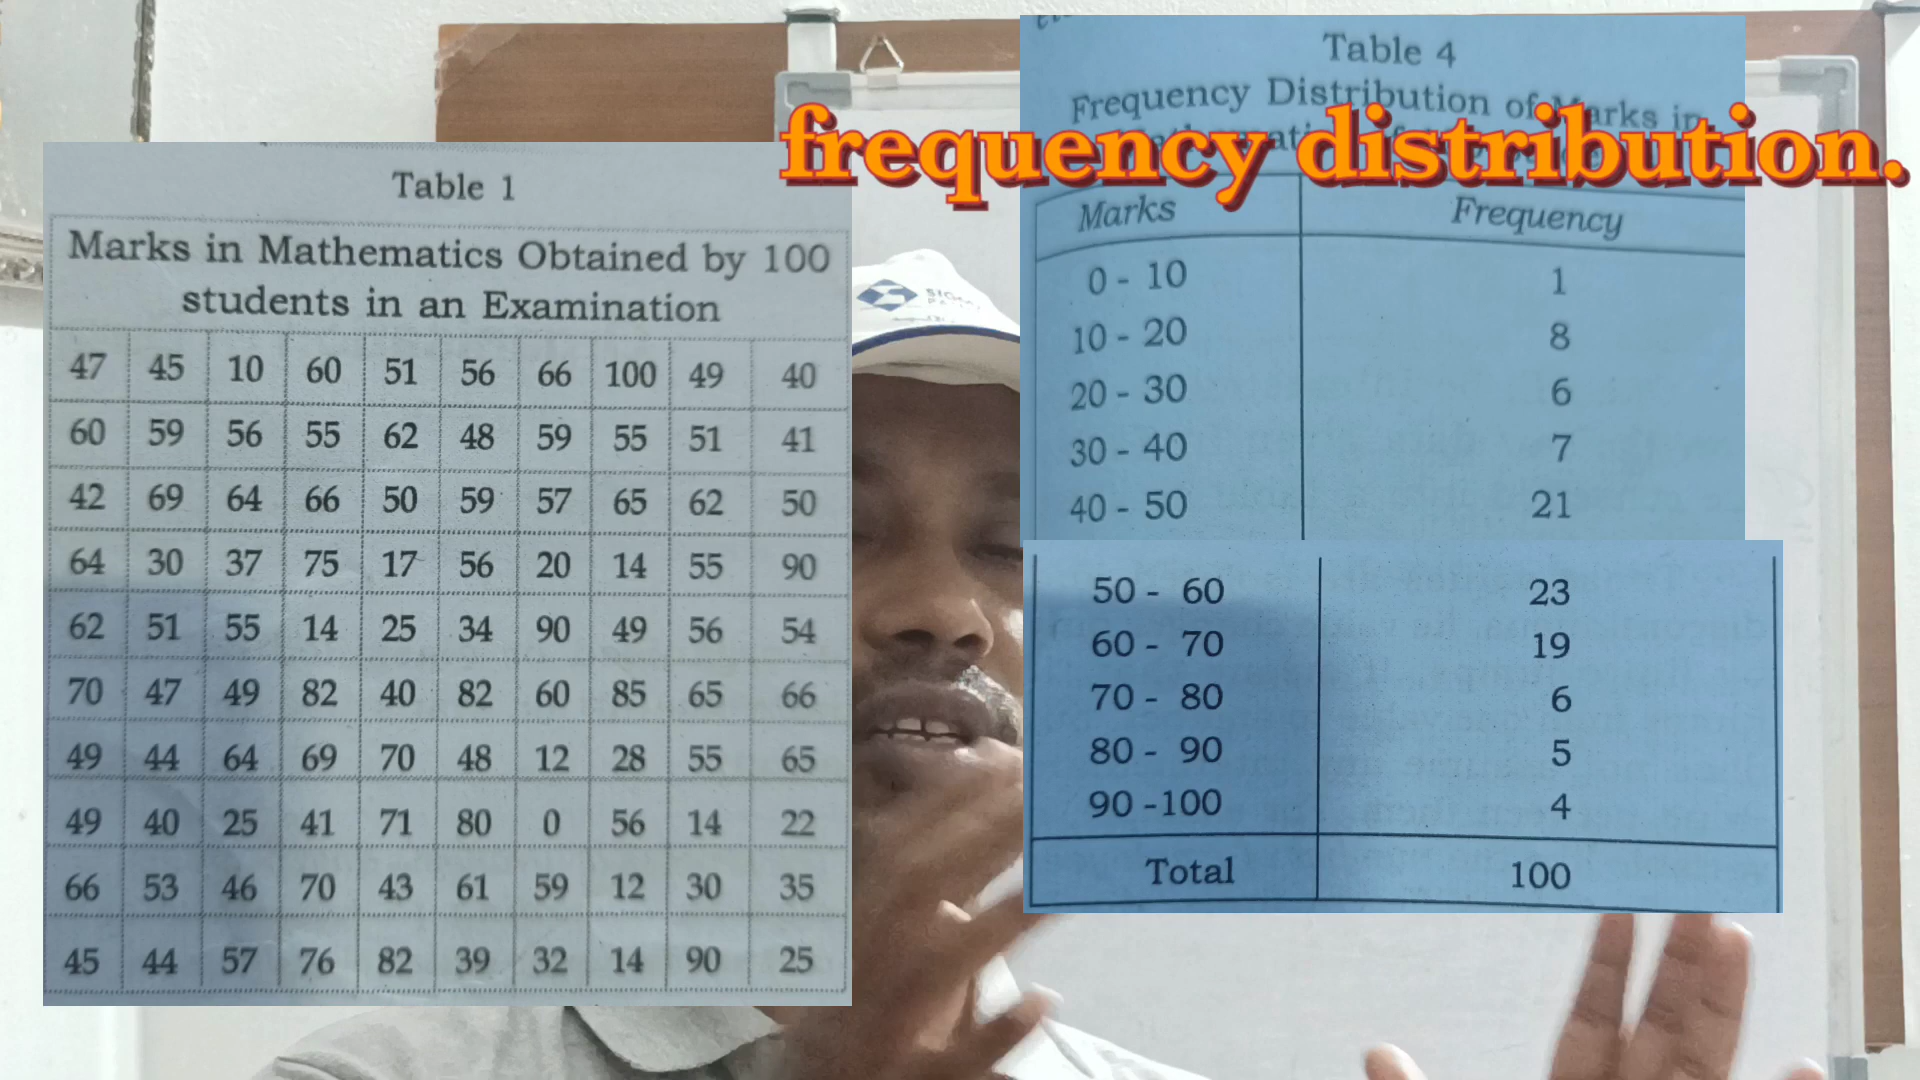 Table 1
Marks in Mathematics Obtained by 100
students in an Examination
47 45 10 60 51 56 66 100 49 40
60 59 56 55 62 48 59 55 51 41
42 69 64 66 50 59 57 65 62 50
64 30 37 75 17 56 20 14 55 90
62 51 55 14 25 34 90 49 56 54
70 47 49 82 40 82 60 85 65 66
49 44 64 69 70 48 12 28 55 65
49 40 25 41 71 80 0 56 14 22
66 53 46 70 43 61 59 12 30 35
45 44 57 76 82 39 32 14 90 25
Table 4
Frequency Distribution of Marks in
frequency distribution.
Marks Frequency
0 - 10 1
10 - 20 8
20 - 30 6
30 - 40 7
40 - 50 21
50 - 60 23
60 - 70 19
70 - 80 6
80 - 90 5
90 -100 4
Total 100